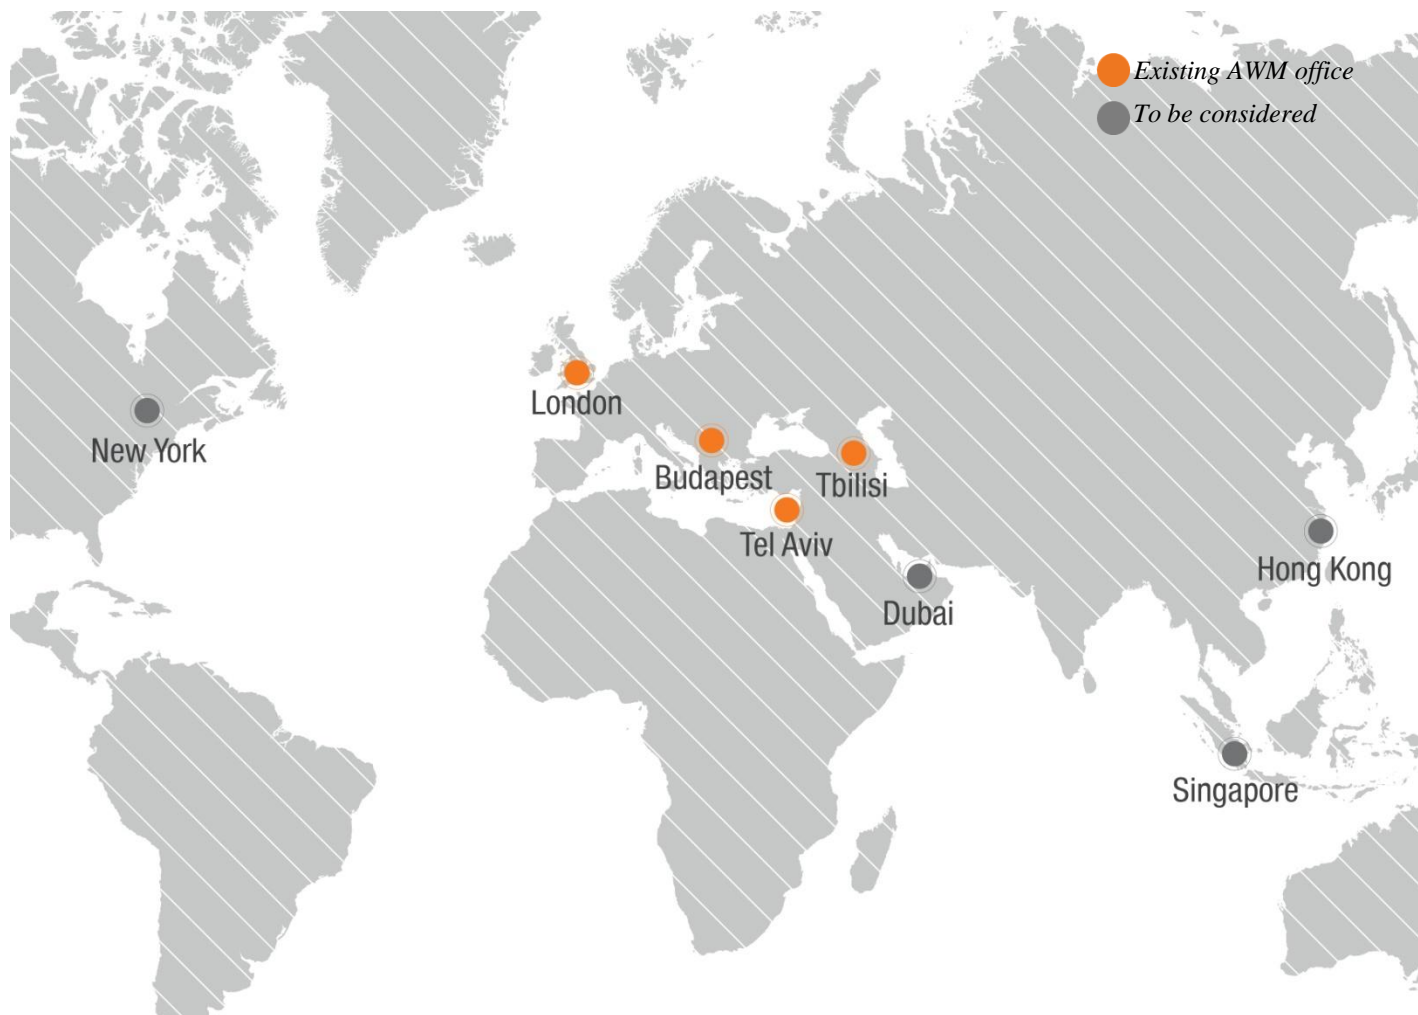 Existing AWM office
To be considered
London
New York
Budapest
Tbilisi
Tel Aviv
Hong Kong
Dubai
Singapore